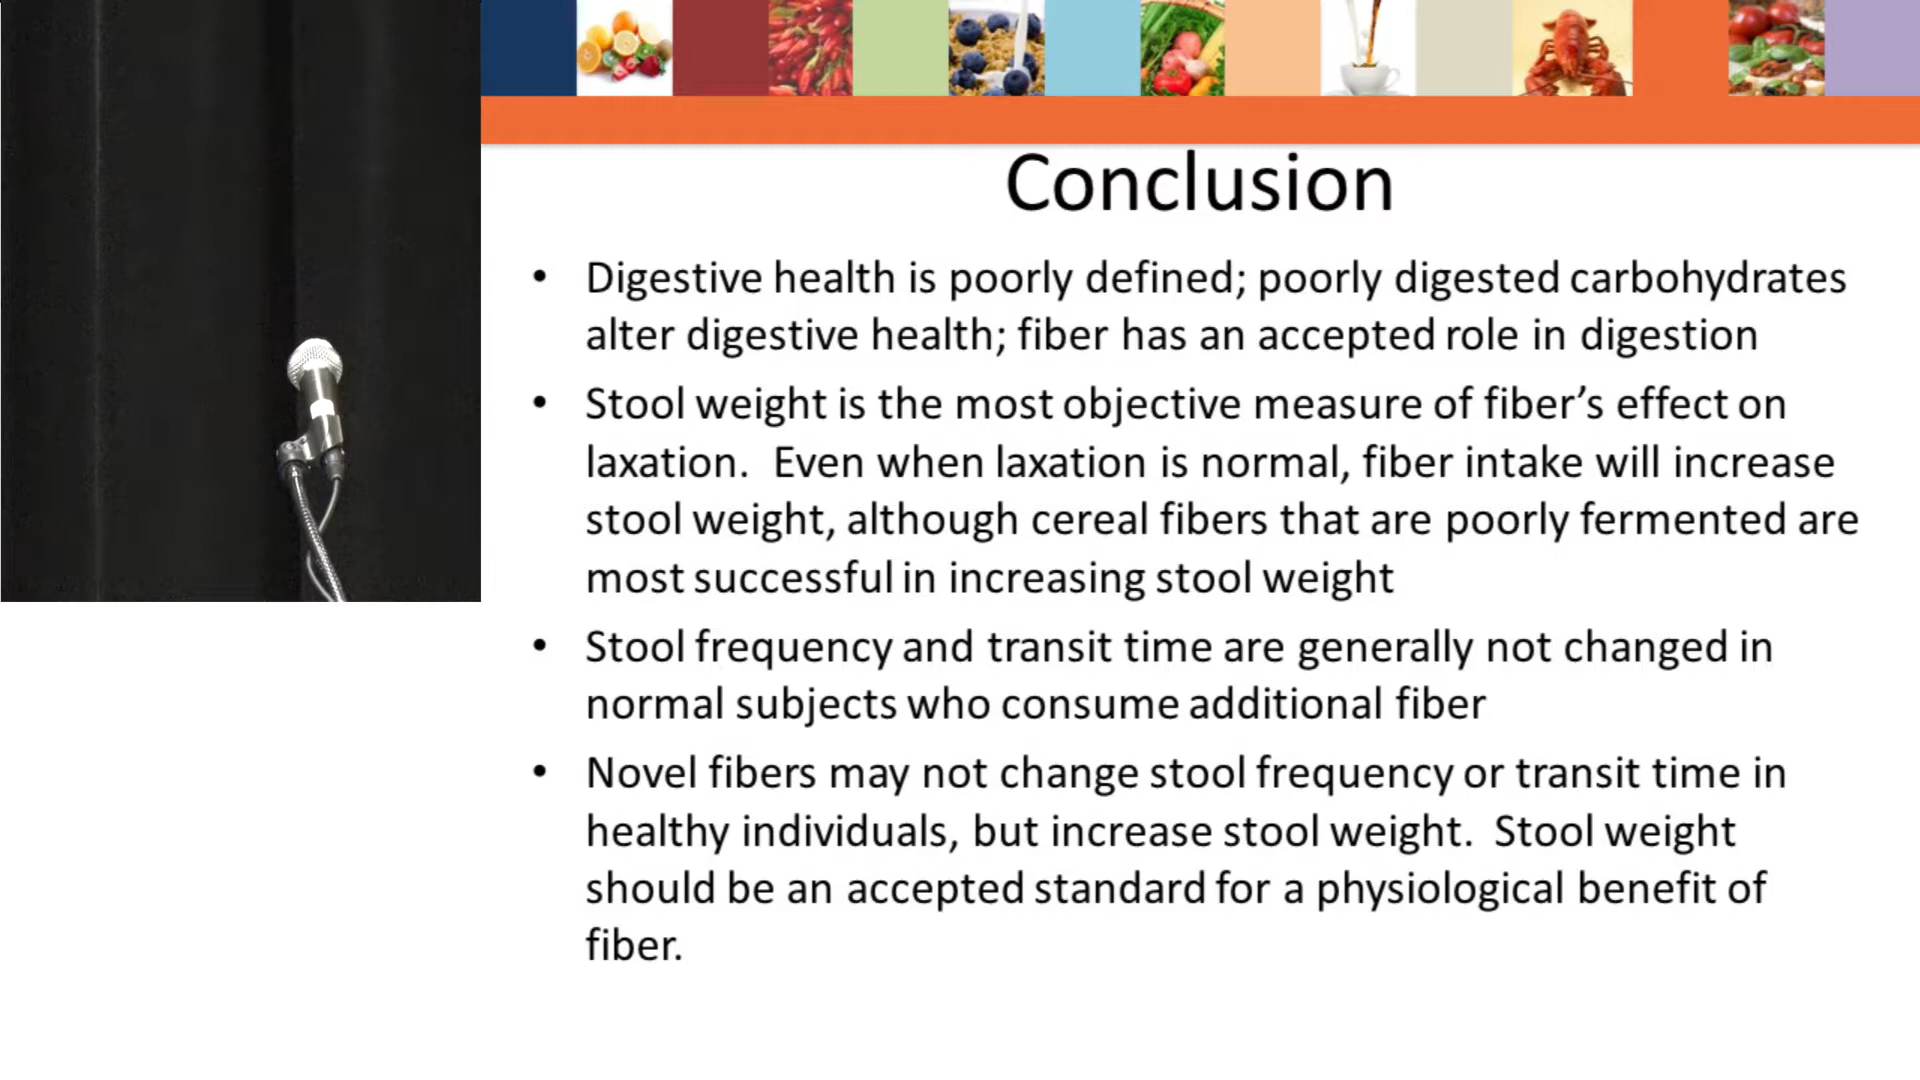 Conclusion
• Digestive health is poorly defined; poorly digested carbohydrates
alter digestive health; fiber has an accepted role in digestion
• Stool weight is the most objective measure of fiber’s effect on
laxation.  Even when laxation is normal, fiber intake will increase
stool weight, although cereal fibers that are poorly fermented are
most successful in increasing stool weight
• Stool frequency and transit time are generally not changed in
normal subjects who consume additional fiber
• Novel fibers may not change stool frequency or transit time in
healthy individuals, but increase stool weight.  Stool weight
should be an accepted standard for a physiological benefit of
fiber.